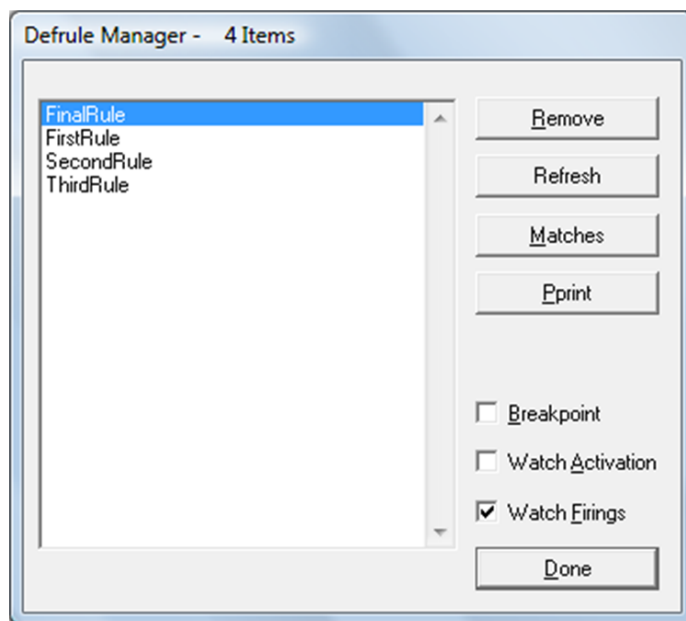 Defrule Manager - 4 Items
FinalRule
FirstRule
SecondRule
ThirdRule
Remove
Refresh
Matches
Pprint
Breakpoint
Watch Activation
Watch Firings
Done